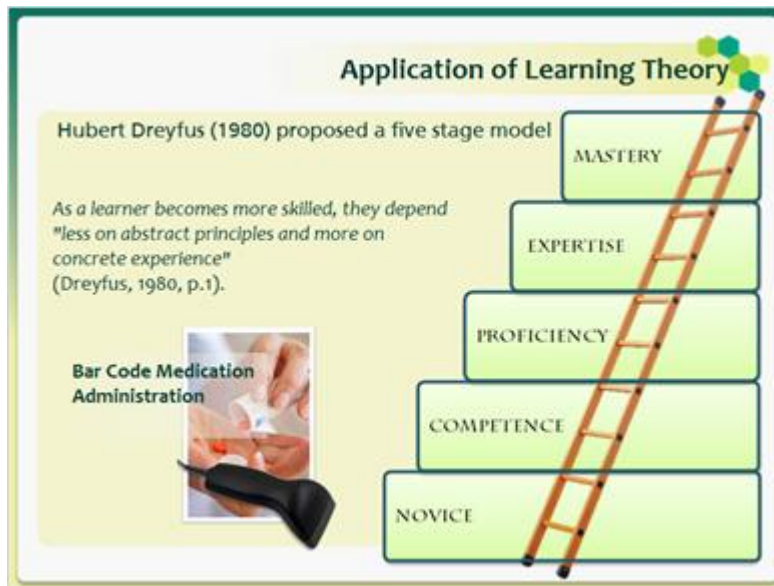 Application of Learning Theory
Hubert Dreyfus (1980) proposed a five stage model
As a learner becomes more skilled, they depend
"less on abstract principles and more on
concrete experience"
(Dreyfus, 1980, p.1).
Bar Code Medication
Administration
MASTERY
EXPERTISE
PROFICIENCY
COMPETENCE
NOVICE